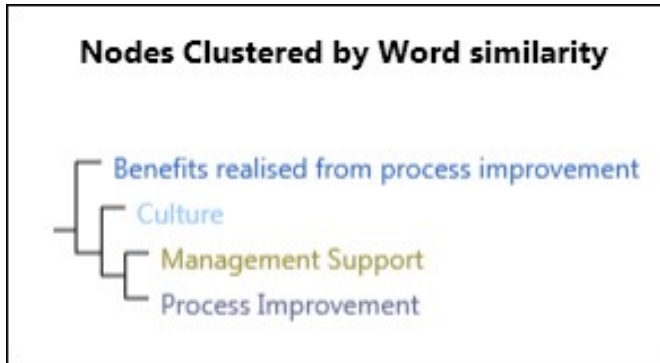 Nodes Clustered by Word similarity
Benefits realised from process improvement
Culture
Management Support
Process Improvement